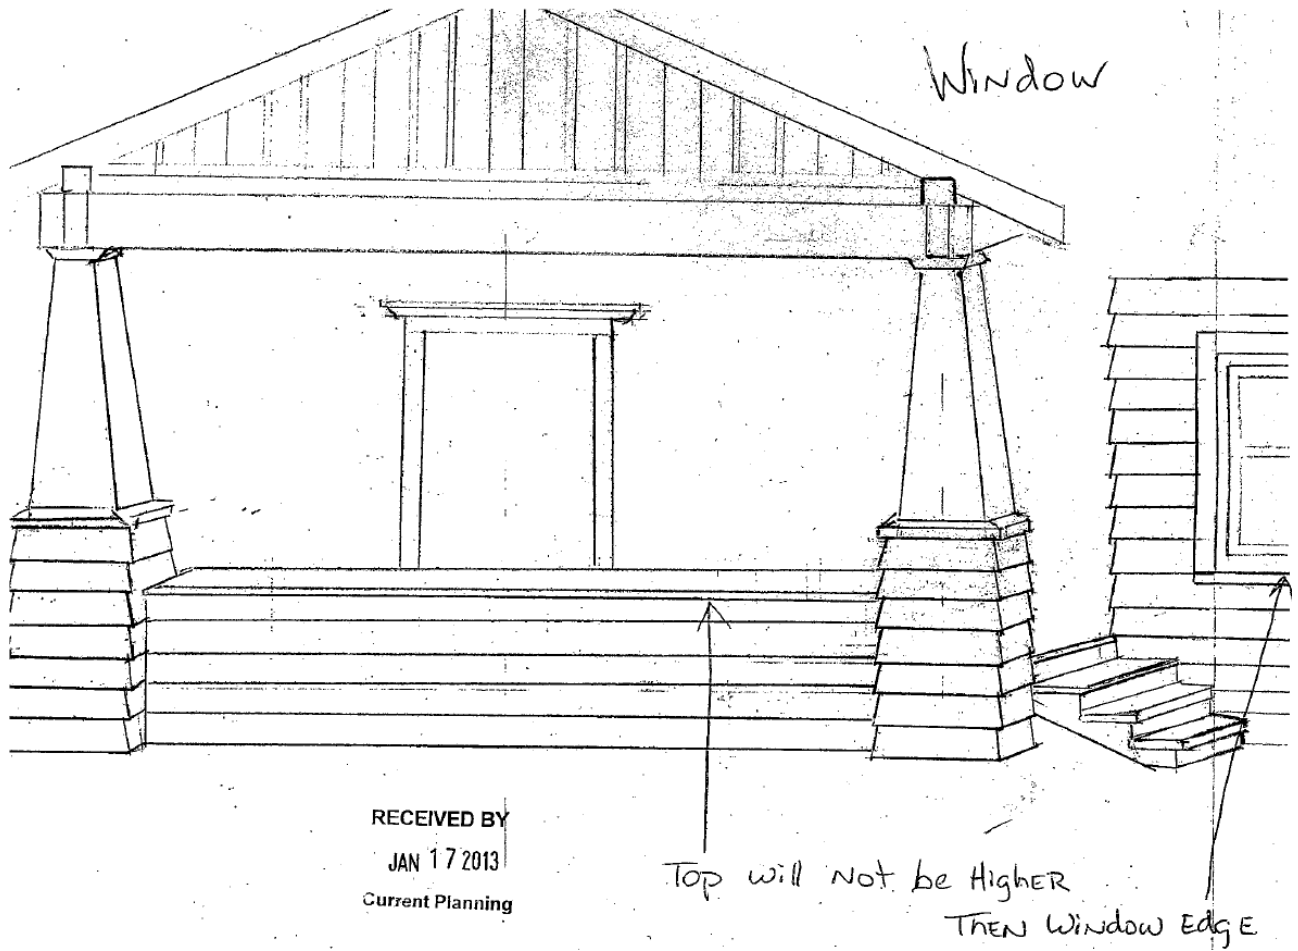 Window
RECEIVED BY
JAN 17 2013
Current Planning
Top will Not be Higher
Then Window Edge